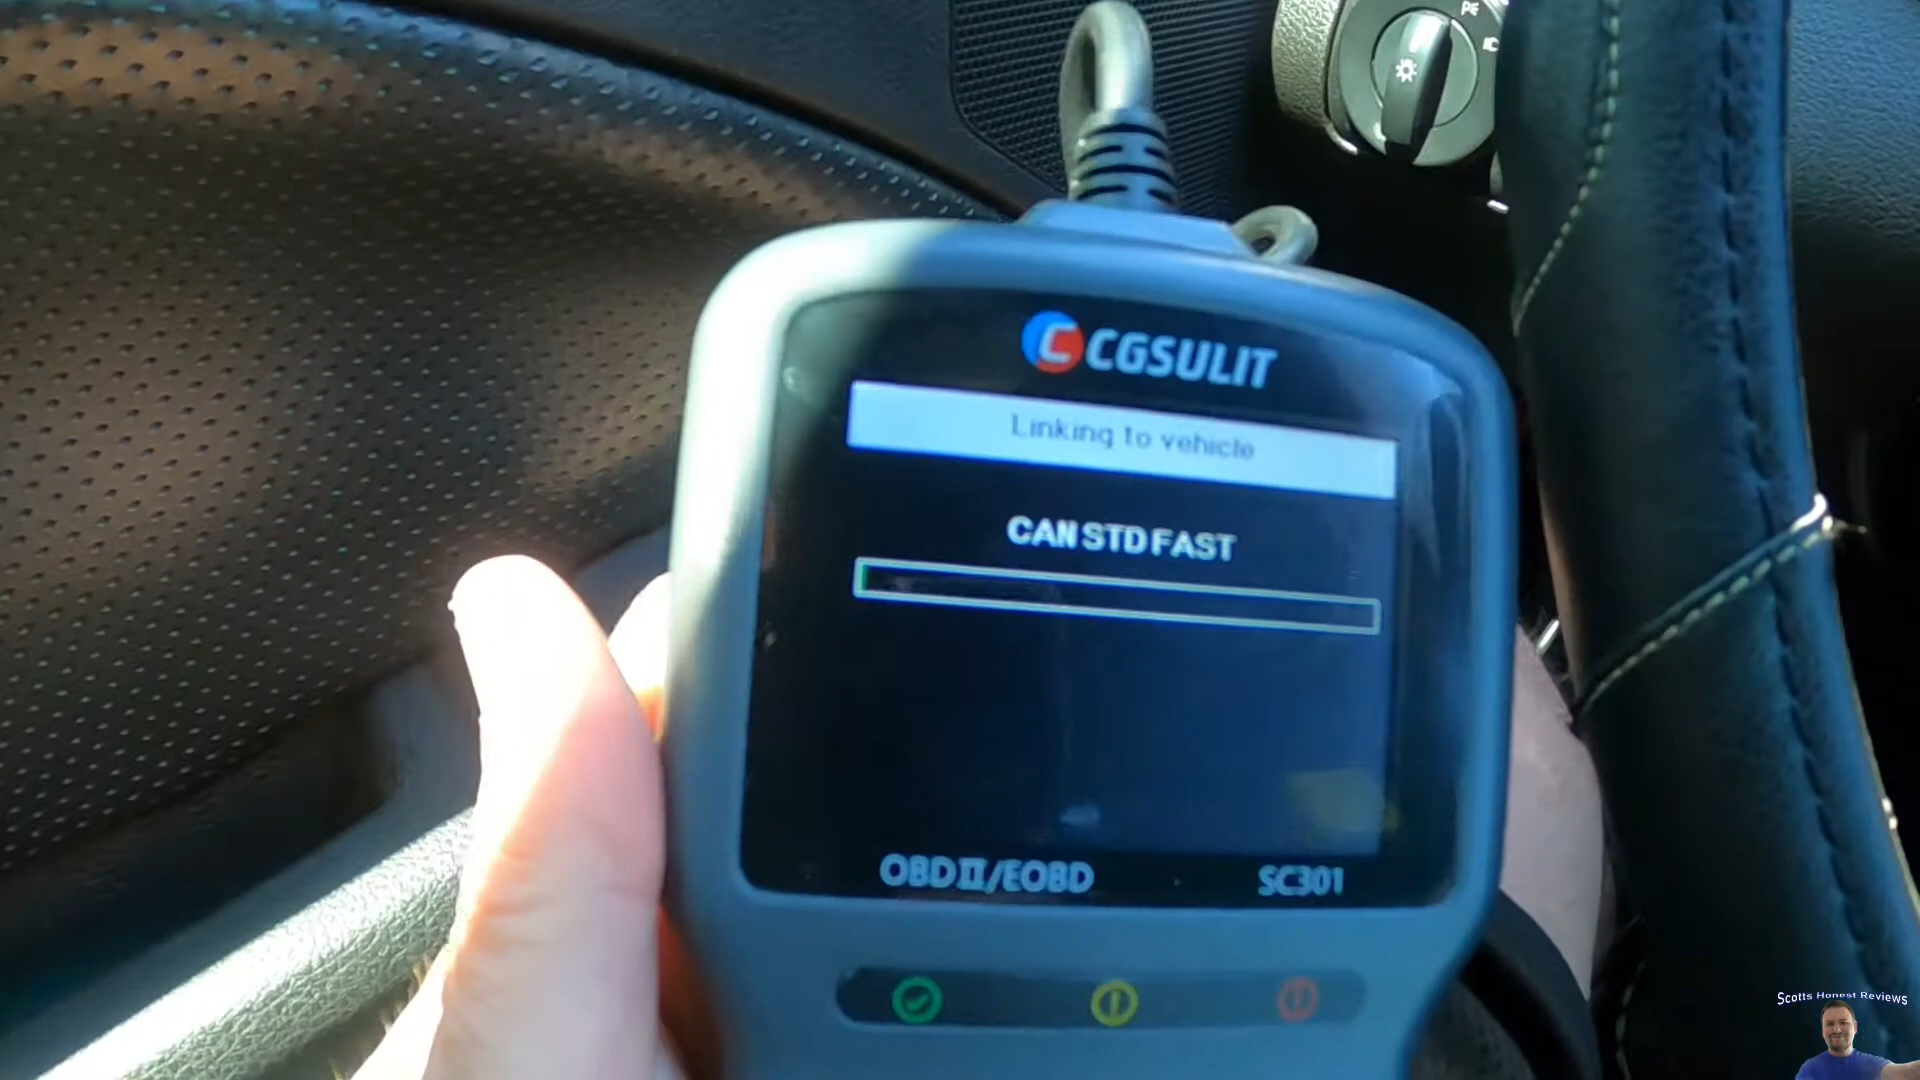 CGSULIT
Linking to vehicle
CAN STD FAST
OBDII/EOBD
SC301
Scotts Honest Reviews